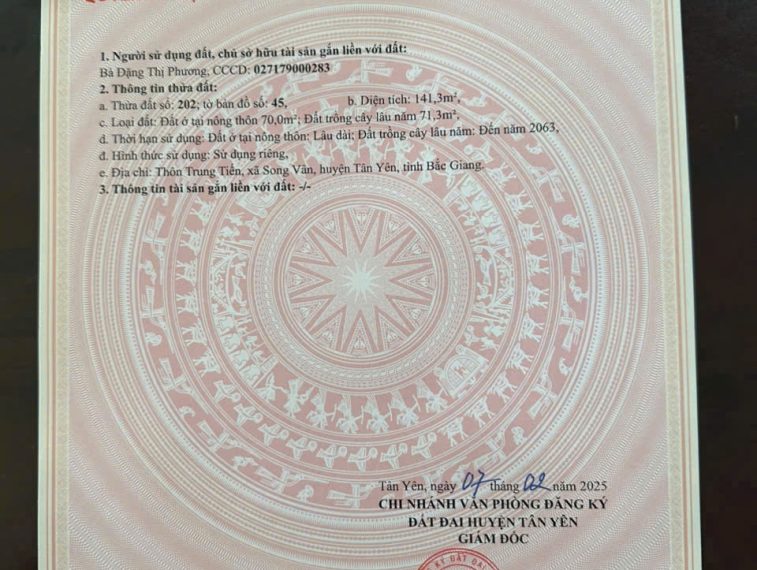 1. Người sử dụng đất, chủ sở hữu tài sản gắn liền với đất:
Bà Đặng Thị Phương, CCCD: 027179000283
2. Thông tin thửa đất:
a. Thửa đất số: 202; tờ bản đồ số: 45, b. Diện tích: 141,3m²,
c. Loại đất: Đất ở tại nông thôn 70,0m²; Đất trồng cây lâu năm 71,3m²,
d. Thời hạn sử dụng: Đất ở tại nông thôn: Lâu dài; Đất trồng cây lâu năm: Đến năm 2063,
đ. Hình thức sử dụng: Sử dụng riêng,
e. Địa chỉ: Thôn Trung Tiến, xã Song Vân, huyện Tân Yên, tỉnh Bắc Giang.
3. Thông tin tài sản gắn liền với đất: -/-
Tân Yên, ngày 07 tháng 02 năm 2025
CHI NHÁNH VĂN PHÒNG ĐĂNG KÝ
ĐẤT ĐAI HUYỆN TÂN YÊN
GIÁM ĐỐC
KÝ ĐẤT ĐAI